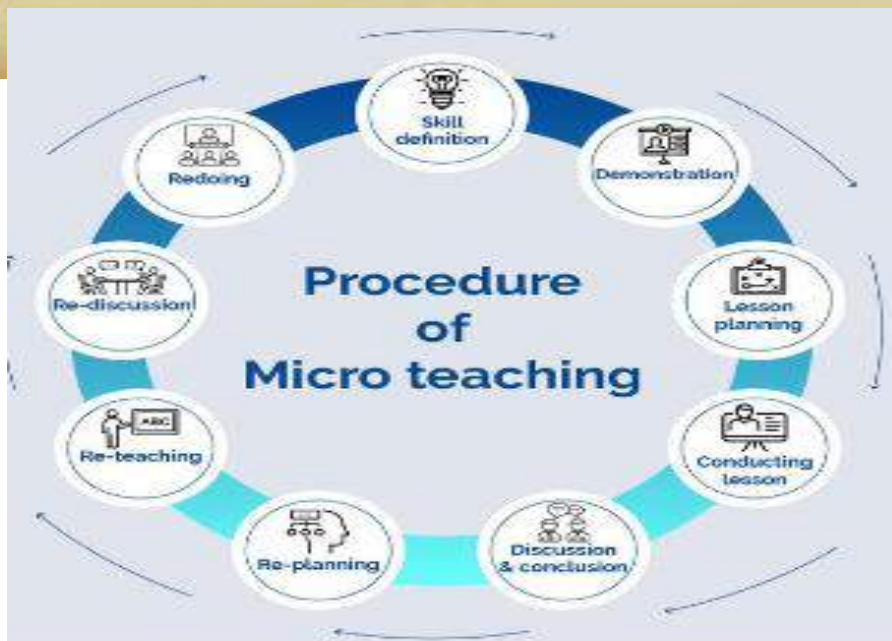 Procedure
of
Micro teaching
Skill
definition
Demonstration
Lesson
planning
Conducting
lesson
Discussion
& conclusion
Re-planning
Re-teaching
ABC
Re-discussion
Redoing